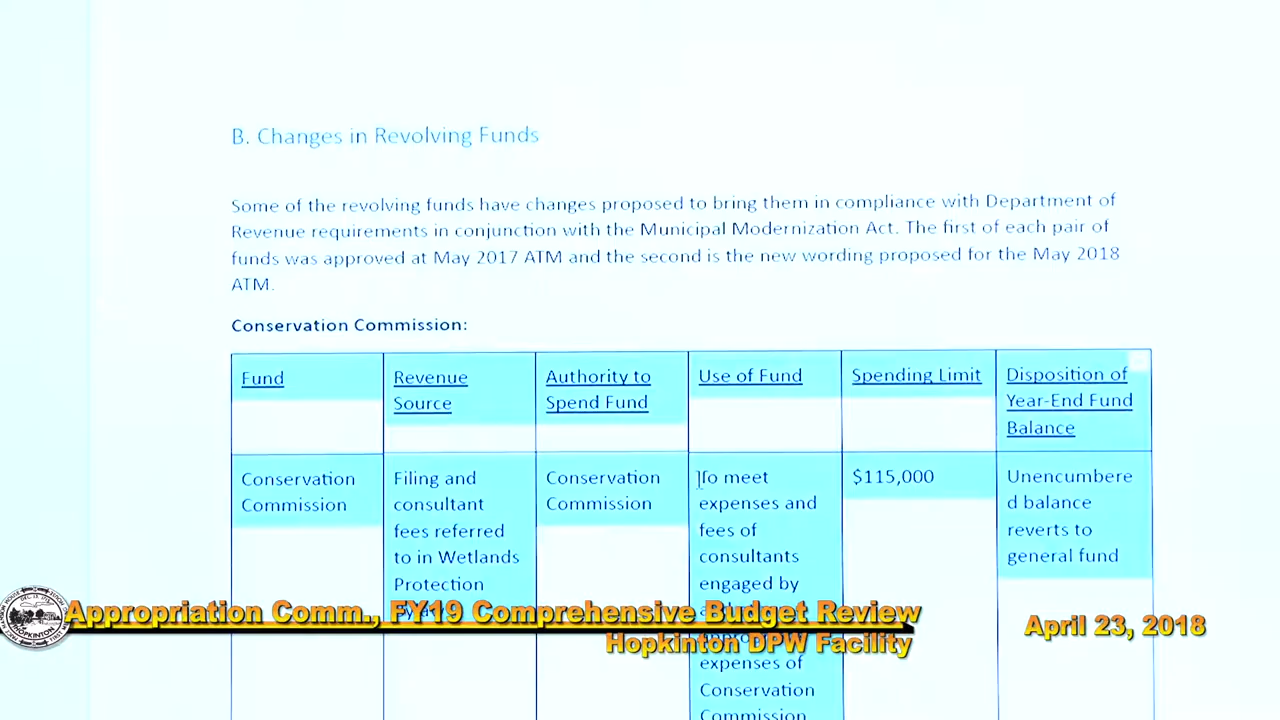 B. Changes in Revolving Funds
Some of the revolving funds have changes proposed to bring them in compliance with Department of
Revenue requirements in conjunction with the Municipal Modernization Act. The first of each pair of
funds was approved at May 2017 ATM and the second is the new wording proposed for the May 2018
ATM.
Conservation Commission:
Fund
Revenue
Source
Authority to
Spend Fund
Use of Fund
Spending Limit
Disposition of
Year-End Fund
Balance
Conservation
Commission
Filing and
consultant
fees referred
to in Wetlands
Protection
Conservation
Commission
To meet
expenses and
fees of
consultants
engaged by
expenses of
Conservation
Commission
$115,000
Unencumbere
d balance
reverts to
general fund
HOPKINTON
Appropriation Comm., FY19 Comprehensive Budget Review
Hopkinton DPW Facility
April 23, 2018